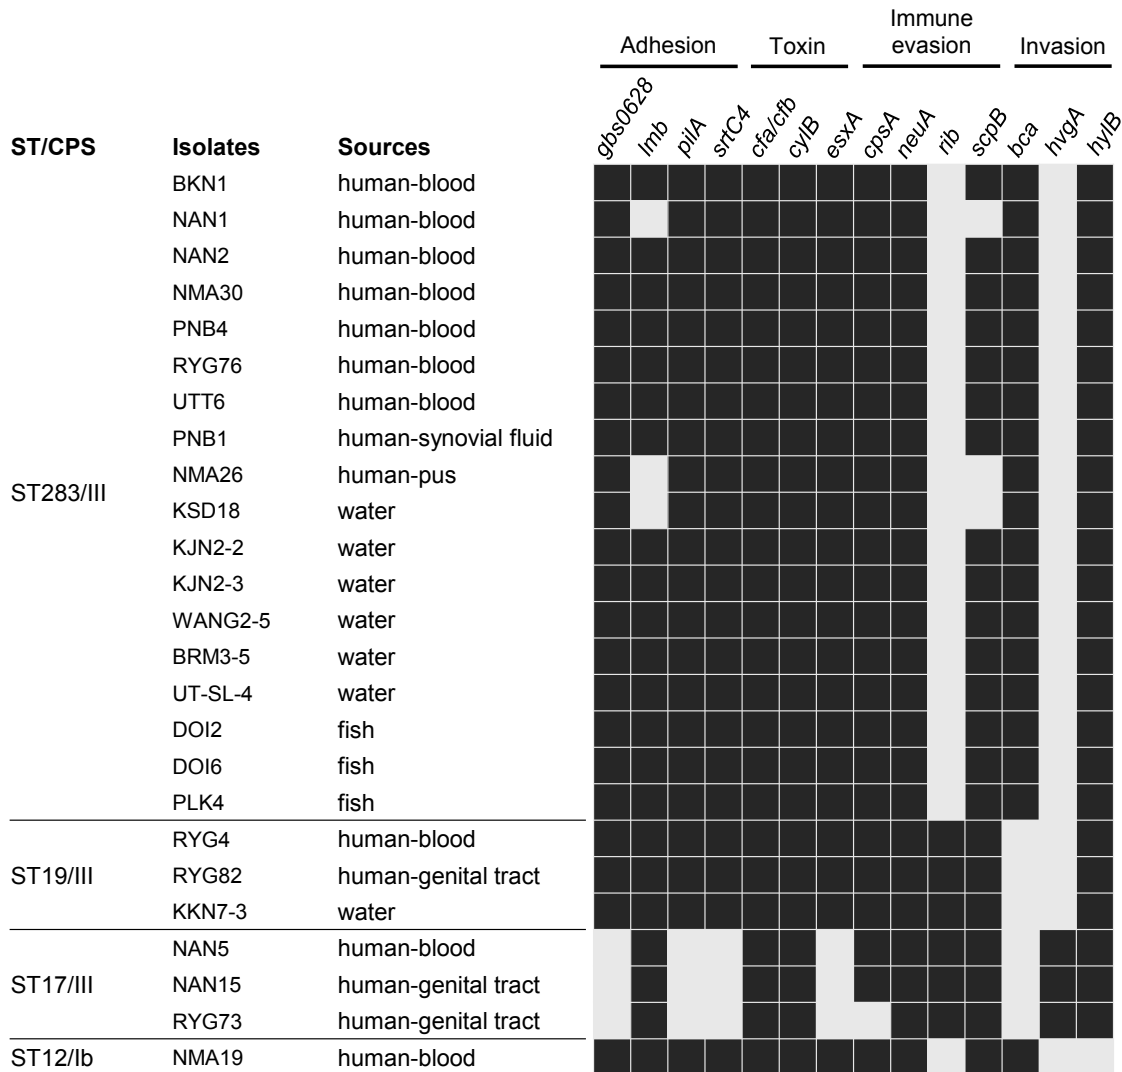 Adhesion Toxin Immune evasion Invasion
gbs0628 lmb pilA srtC4 cfa/cfb cylB esxA cpsA neuA rib scpB bca hvgA hylB
ST/CPS Isolates Sources
BKN1 human-blood
NAN1 human-blood
NAN2 human-blood
NMA30 human-blood
PNB4 human-blood
RYG76 human-blood
UTT6 human-blood
PNB1 human-synovial fluid
NMA26 human-pus
ST283/III
KSD18 water
KJN2-2 water
KJN2-3 water
WANG2-5 water
BRM3-5 water
UT-SL-4 water
DOI2 fish
DOI6 fish
PLK4 fish
RYG4 human-blood
ST19/III RYG82 human-genital tract
KKN7-3 water
NAN5 human-blood
ST17/III NAN15 human-genital tract
RYG73 human-genital tract
ST12/Ib NMA19 human-blood